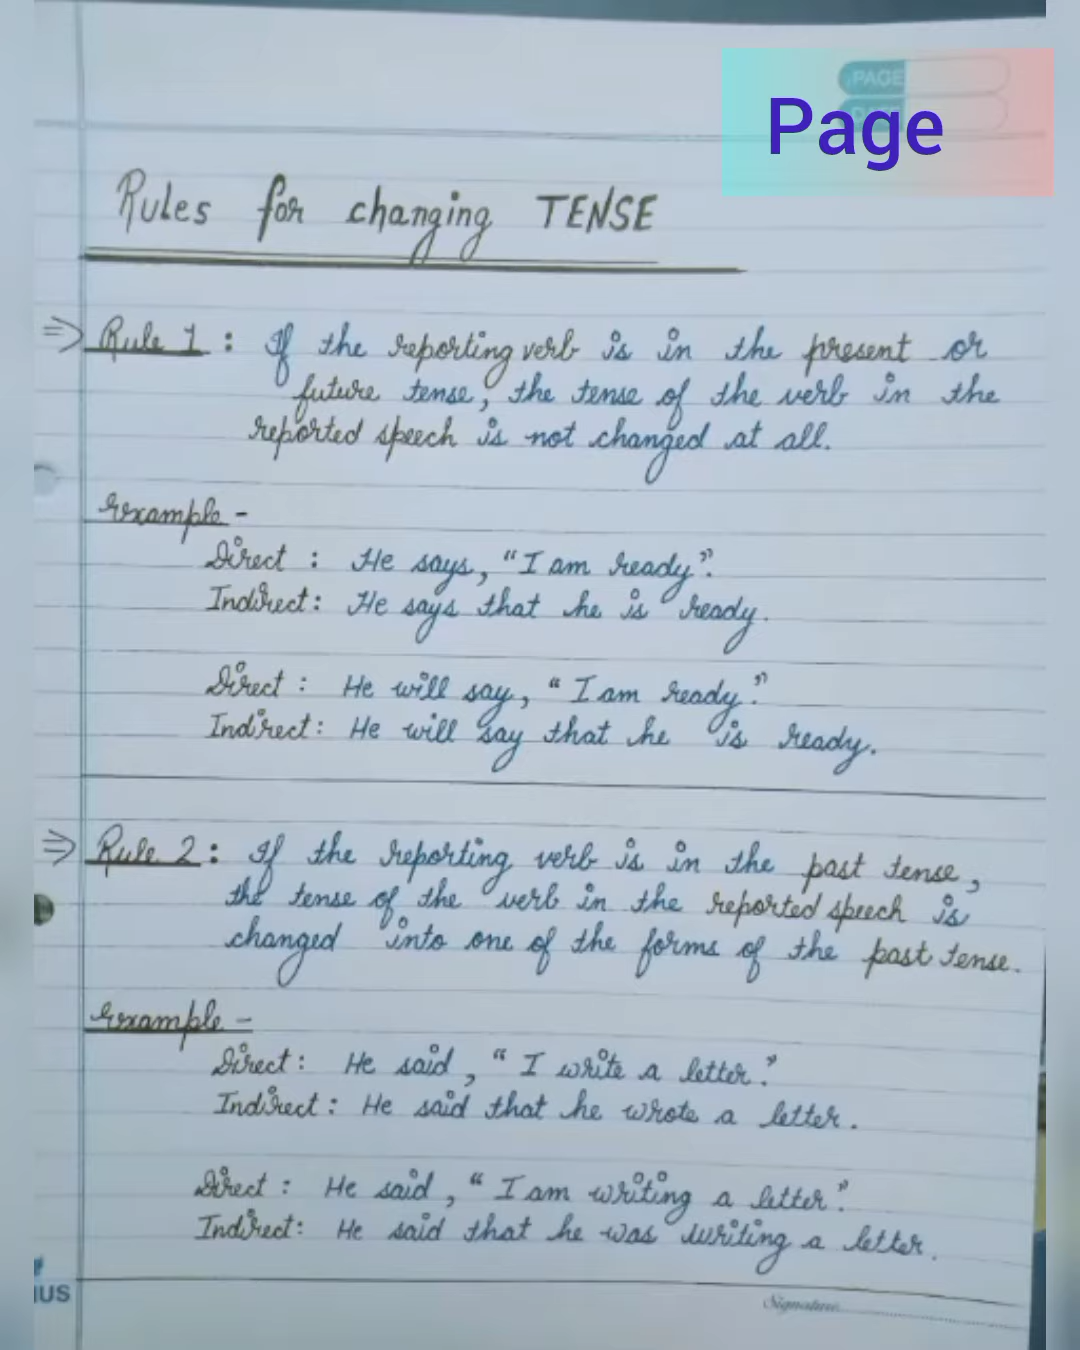 PAGE
Page
Rules for changing TENSE
=> Rule 1 : If the reporting verb is in the present or
future tense, the tense of the verb in the
reported speech is not changed at all.
Example -
Direct : He says, "I am ready".
Indirect : He says that he is ready.
Direct : He will say, "I am ready."
Indirect : He will say that he is ready.
=> Rule 2 : If the reporting verb is in the past tense,
the tense of the verb in the reported speech is
changed into one of the forms of the past tense.
Example -
Direct : He said, "I write a letter."
Indirect : He said that he wrote a letter.
Direct : He said, "I am writing a letter".
Indirect : He said that he was writing a letter.
IUS
Signature